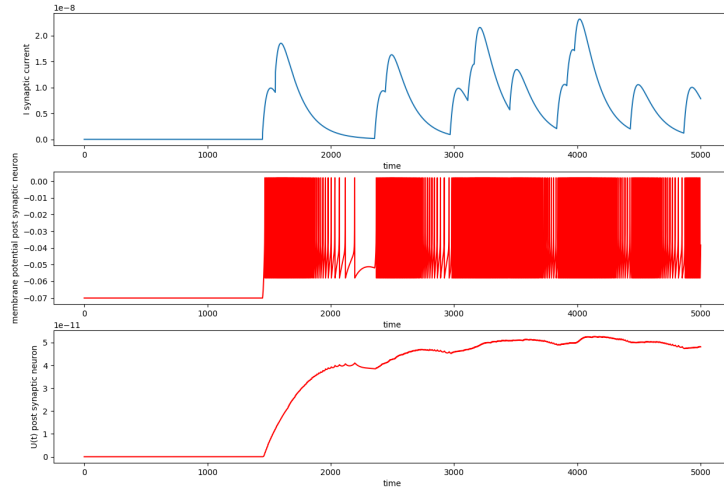 1e−8
I synaptic current
2.0
1.5
1.0
0.5
0.0
0 1000 2000 3000 4000 5000
time
membrane potential post synaptic neuron
0.00
−0.01
−0.02
−0.03
−0.04
−0.05
−0.06
−0.07
0 1000 2000 3000 4000 5000
time
1e−11
U(t) post synaptic neuron
5
4
3
2
1
0
0 1000 2000 3000 4000 5000
time